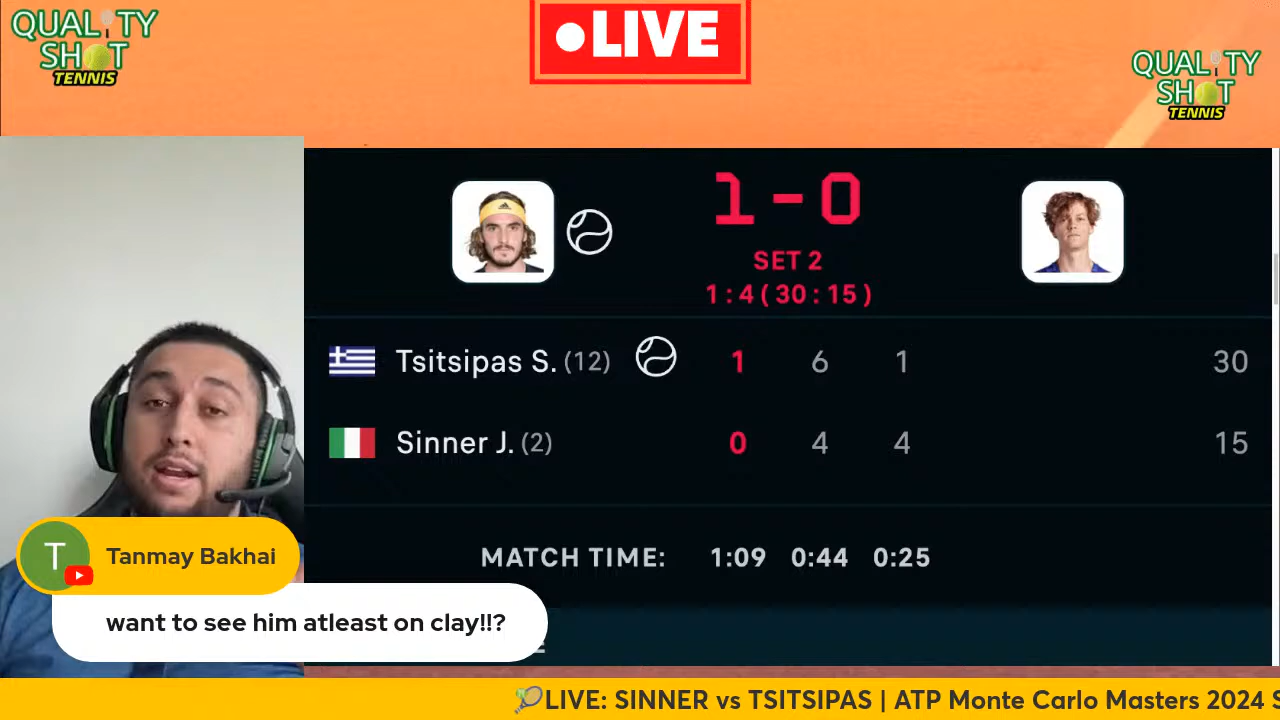 QUALITY
SHOT
TENNIS
LIVE
QUALITY
SHOT
TENNIS
1-0
SET 2
1:4(30:15)
Tsitsipas S. (12) 1 6 1 30
Sinner J. (2) 0 4 4 15
MATCH TIME: 1:09 0:44 0:25
T
Tanmay Bakhai
want to see him atleast on clay!!?
LIVE: SINNER vs TSITSIPAS | ATP Monte Carlo Masters 2024 S